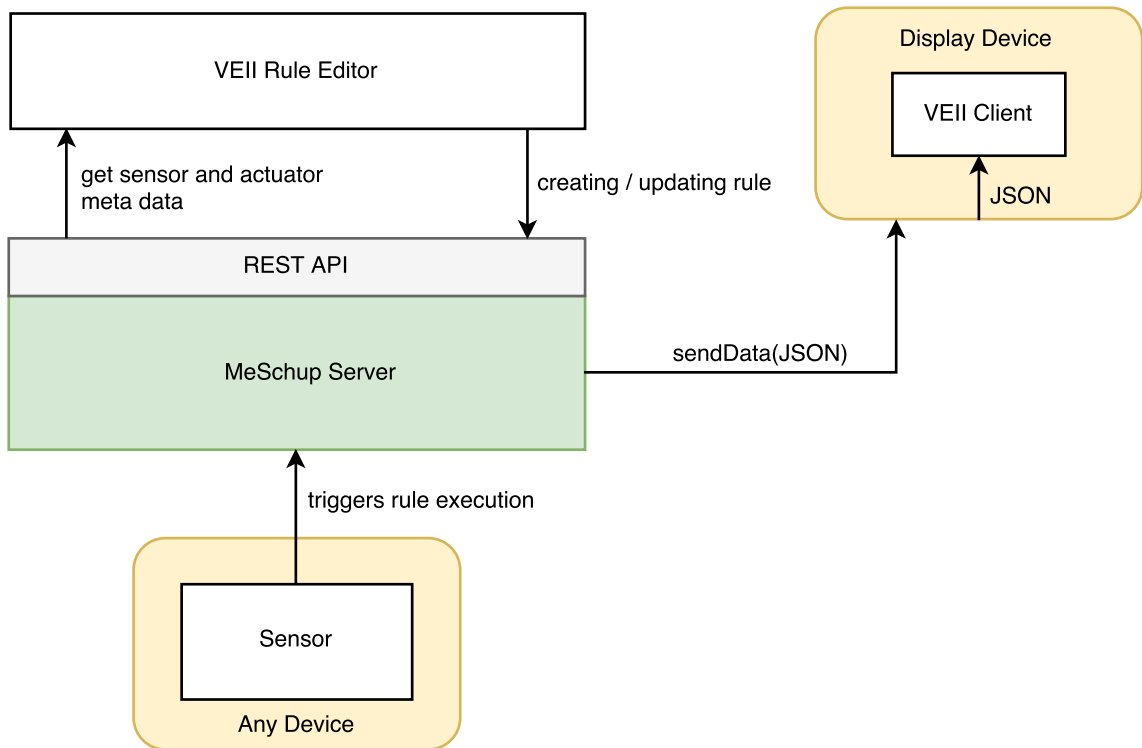 VEII Rule Editor
Display Device
VEII Client
JSON
get sensor and actuator
meta data
creating / updating rule
REST API
MeSchup Server
sendData(JSON)
triggers rule execution
Sensor
Any Device